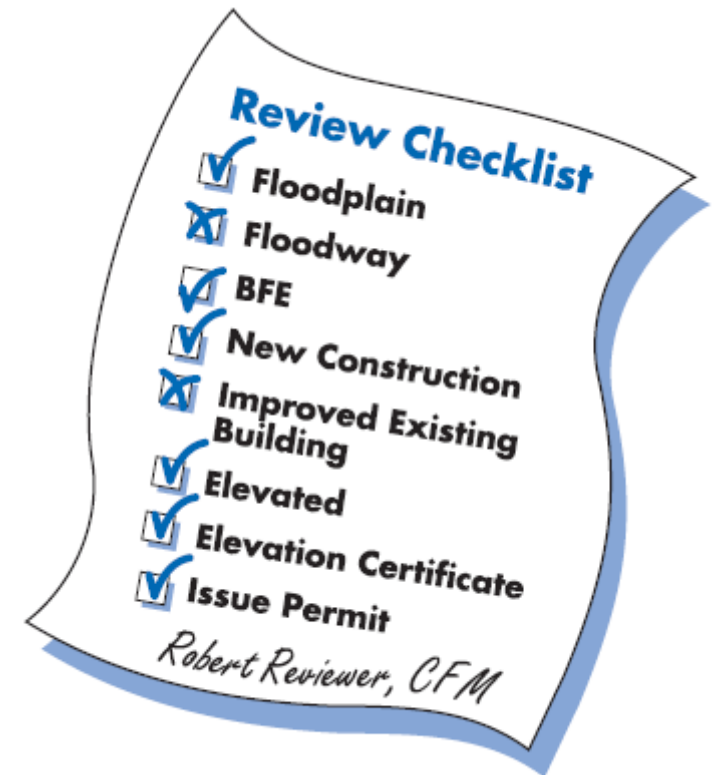 Review Checklist
Floodplain
Floodway
BFE
New Construction
Improved Existing
Building
Elevated
Elevation Certificate
Issue Permit
Robert Reviewer, CFM